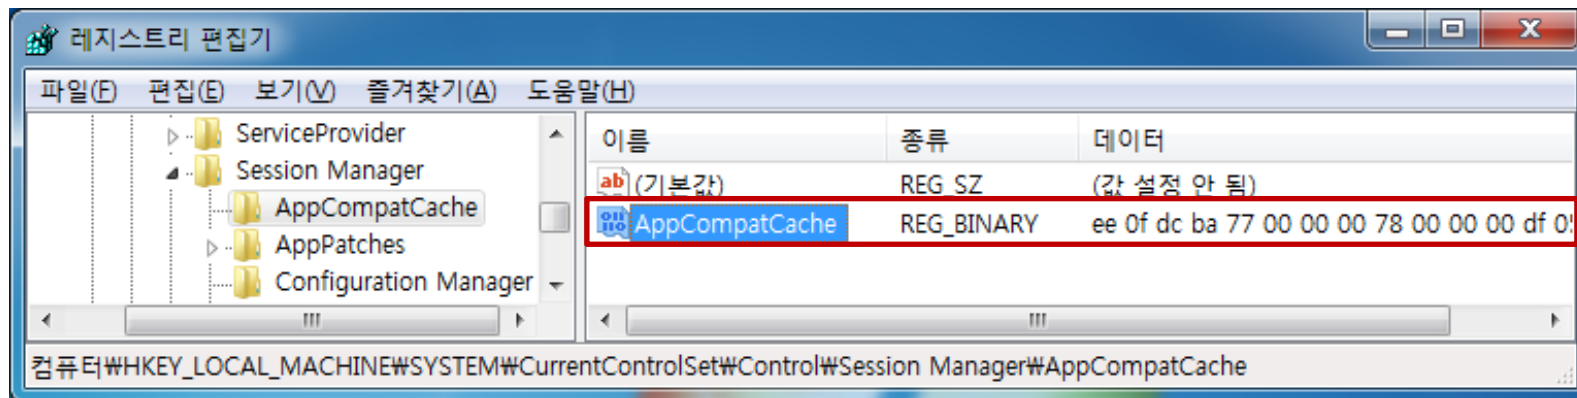 레지스트리 편집기
파일(F) 편집(E) 보기(V) 즐겨찾기(A) 도움말(H)
ServiceProvider
Session Manager
AppCompatCache
AppPatches
Configuration Manager
이름 종류 데이터
(기본값) REG_SZ (값 설정 안 됨)
AppCompatCache REG_BINARY ee 0f dc ba 77 00 00 00 78 00 00 00 df
컴퓨터₩HKEY_LOCAL_MACHINE₩SYSTEM₩CurrentControlSet₩Control₩Session Manager₩AppCompatCache